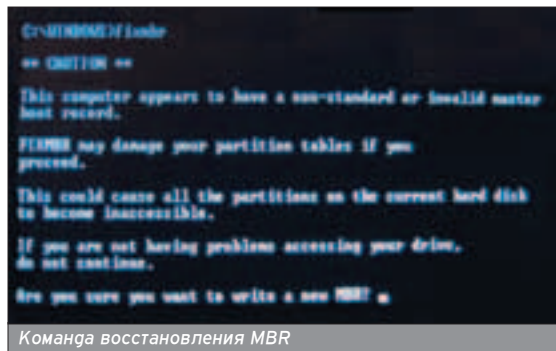 C:\WINDOWS>fixmbr
** CAUTION **
This computer appears to have a non-standard or invalid master
boot record.
FIXMBR may damage your partition tables if you
proceed.
This could cause all the partitions on the current hard disk
to become inaccessible.
If you are not having problems accessing your drive,
do not continue.
Are you sure you want to write a new MBR?
Команда восстановления MBR